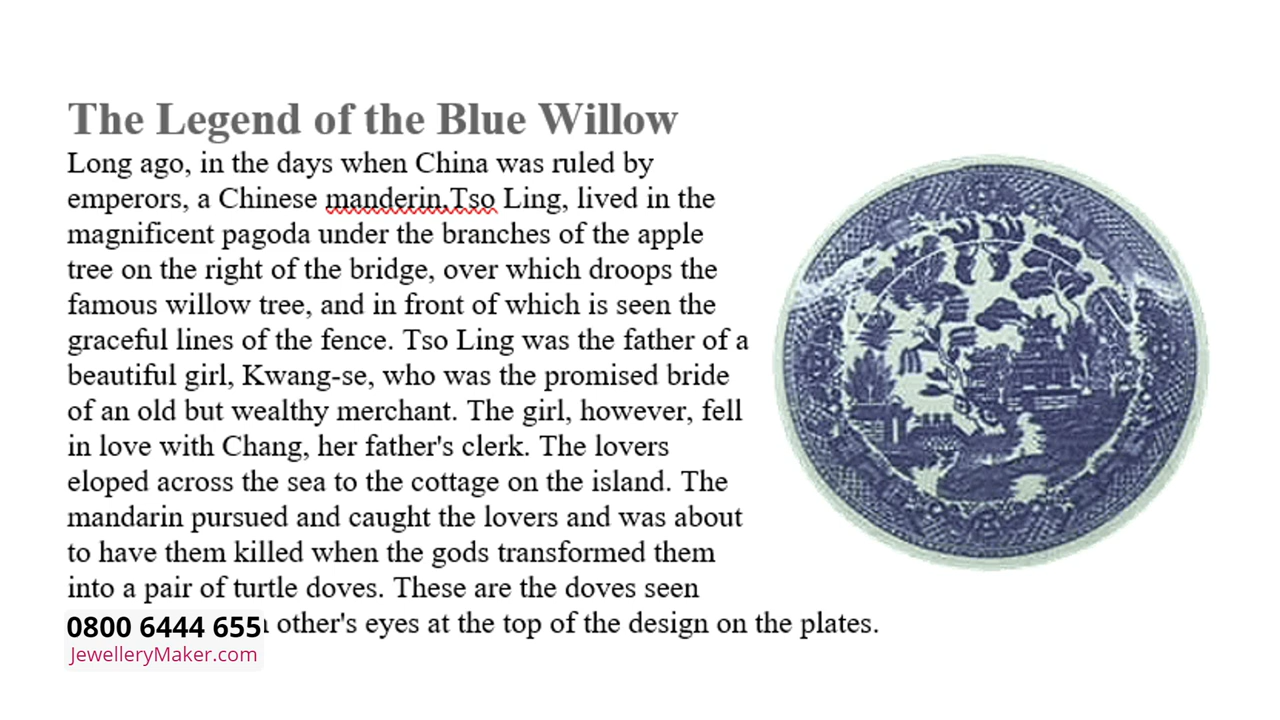 The Legend of the Blue Willow
Long ago, in the days when China was ruled by
emperors, a Chinese manderin,Tso Ling, lived in the
magnificent pagoda under the branches of the apple
tree on the right of the bridge, over which droops the
famous willow tree, and in front of which is seen the
graceful lines of the fence. Tso Ling was the father of a
beautiful girl, Kwang-se, who was the promised bride
of an old but wealthy merchant. The girl, however, fell
in love with Chang, her father's clerk. The lovers
eloped across the sea to the cottage on the island. The
mandarin pursued and caught the lovers and was about
to have them killed when the gods transformed them
into a pair of turtle doves. These are the doves seen
other's eyes at the top of the design on the plates.
0800 6444 655
JewelleryMaker.com